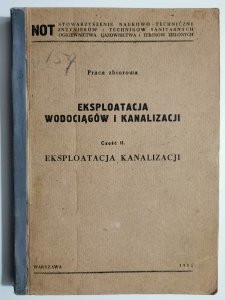 NOT STOWARZYSZENIE NAUKOWO-TECHNICZNE
INŻYNIERÓW I TECHNIKÓW SANITARNYCH
OGRZEWNICTWA, GAZOWNICTWA I TERENÓW ZIELONYCH
154
Praca zbiorowa
EKSPLOATACJA
WODOCIĄGÓW i KANALIZACJI
Część II.
EKSPLOATACJA KANALIZACJI
WARSZAWA